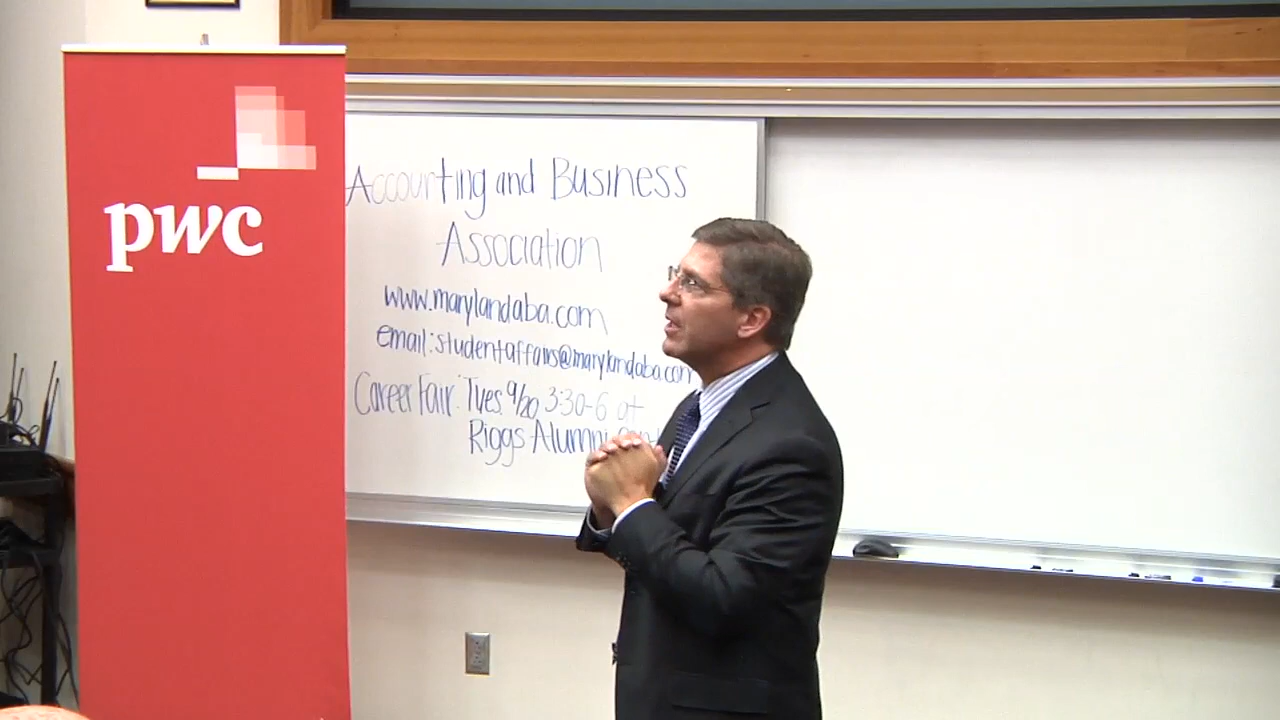 pwc
Accounting and Business
Association
www.marylandaba.com
email:studentaffairs@marylandaba.com
Career Fair: Tues. 9/20 3:30-6 at
Riggs Alumni